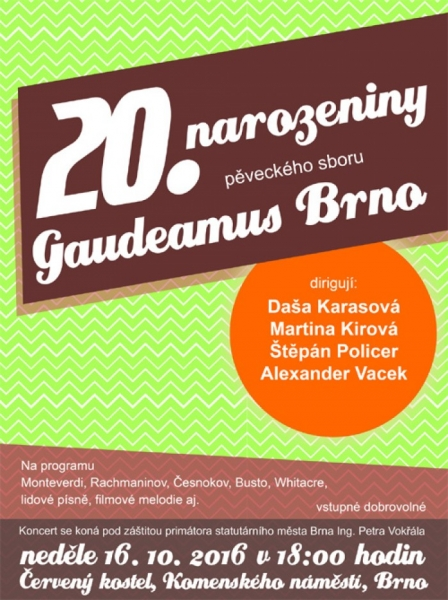 20. narozeniny
pěveckého sboru
Gaudeamus Brno
dirigují:
Daša Karasová
Martina Kirová
Štěpán Policer
Alexander Vacek
Na programu
Monteverdi, Rachmaninov, Česnokov, Busto, Whitacre,
lidové písně, filmové melodie aj.
vstupné dobrovolné
Koncert se koná pod záštitou primátora statutárního města Brna Ing. Petra Vokřála
neděle 16. 10. 2016 v 18:00 hodin
Červený kostel, Komenského náměstí, Brno